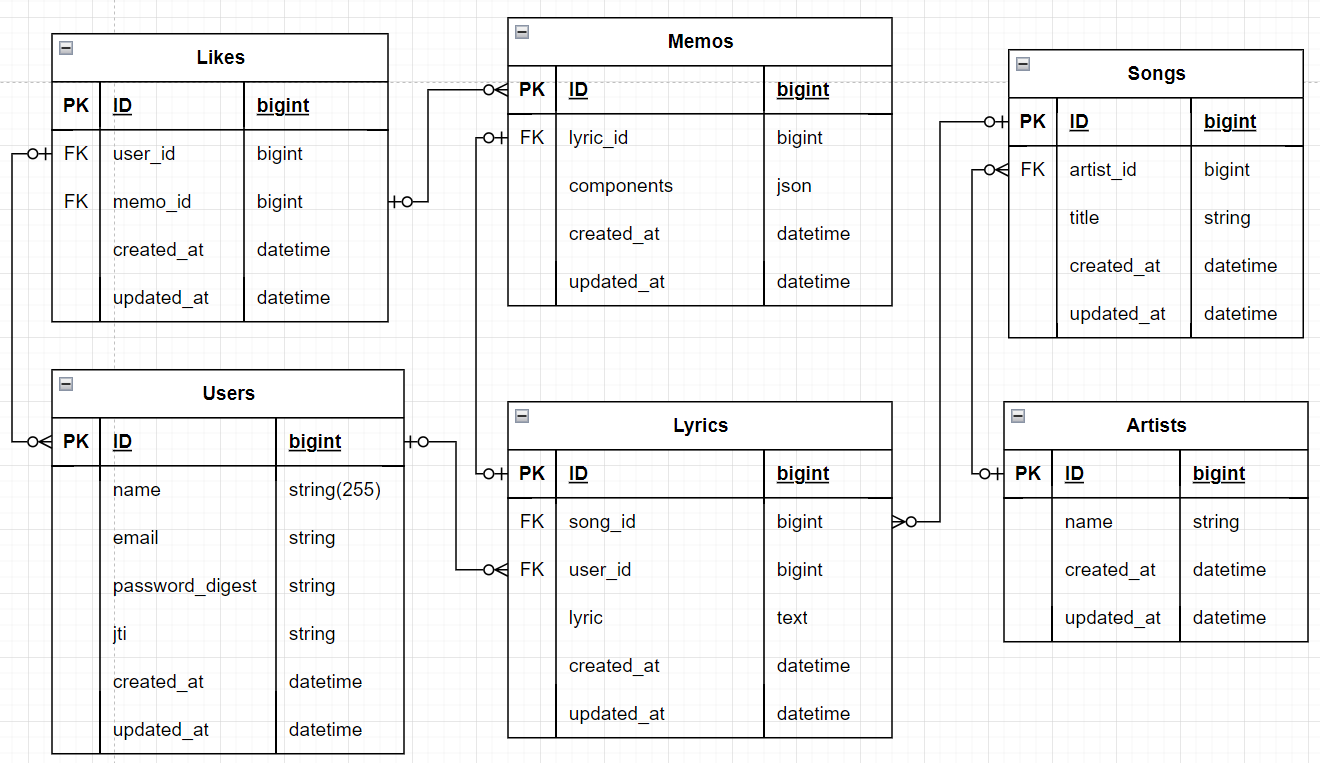 Likes
PK ID bigint
FK user_id bigint
FK memo_id bigint
created_at datetime
updated_at datetime
Memos
PK ID bigint
FK lyric_id bigint
components json
created_at datetime
updated_at datetime
Songs
PK ID bigint
FK artist_id bigint
title string
created_at datetime
updated_at datetime
Users
PK ID bigint
name string(255)
email string
password_digest string
jti string
created_at datetime
updated_at datetime
Lyrics
PK ID bigint
FK song_id bigint
FK user_id bigint
lyric text
created_at datetime
updated_at datetime
Artists
PK ID bigint
name string
created_at datetime
updated_at datetime